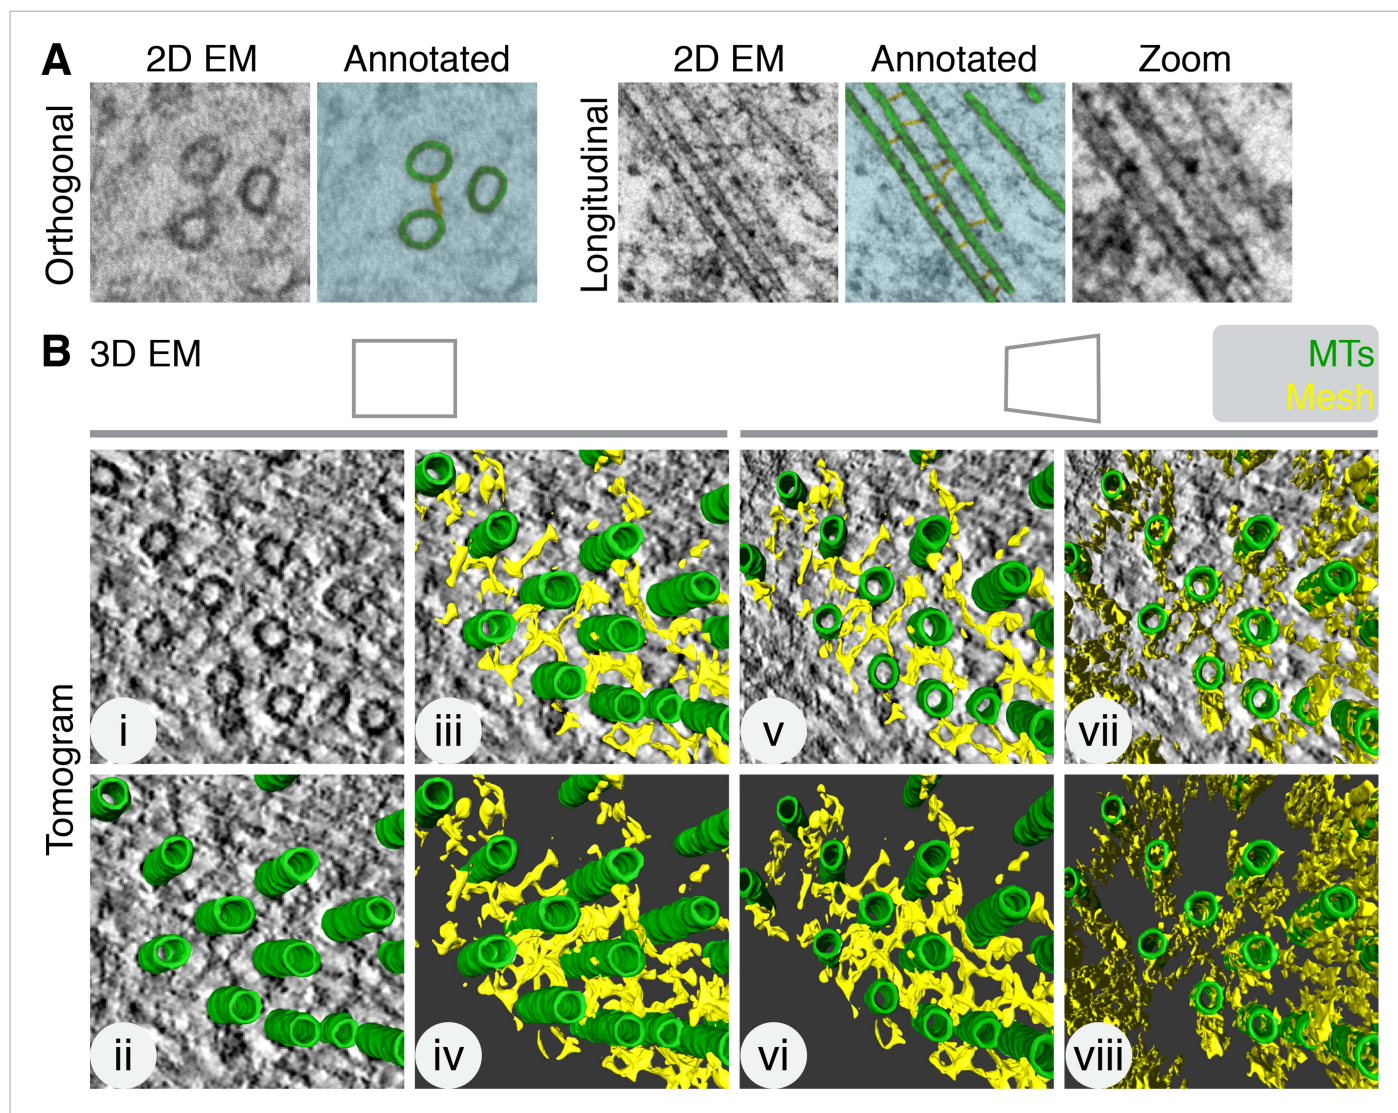 A
2D EM
Annotated
2D EM
Annotated
Zoom
Orthogonal
Longitudinal
B
3D EM
MTs
Mesh
Tomogram
i
iii
v
vii
ii
iv
vi
viii